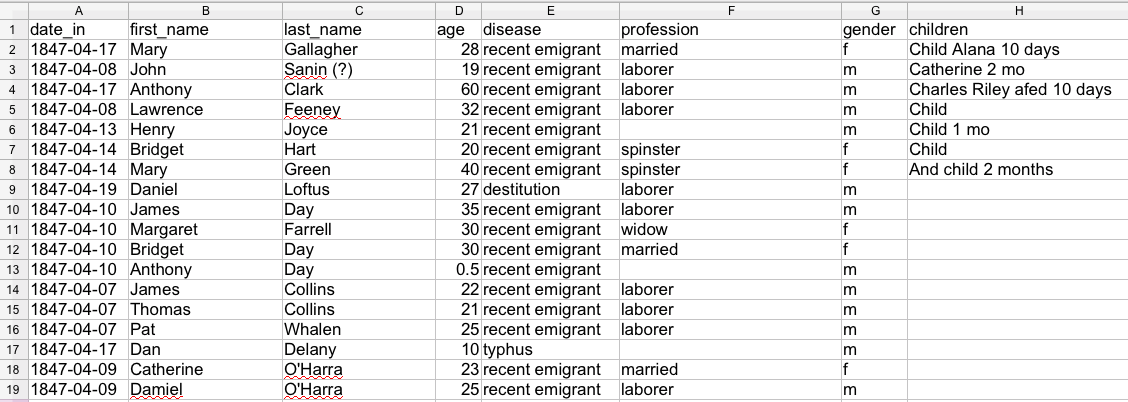 A B C D E F G H
1 date_in first_name last_name age disease profession gender children
2 1847-04-17 Mary Gallagher 28 recent emigrant married f Child Alana 10 days
3 1847-04-08 John Sanin (?) 19 recent emigrant laborer m Catherine 2 mo
4 1847-04-17 Anthony Clark 60 recent emigrant laborer m Charles Riley afed 10 days
5 1847-04-08 Lawrence Feeney 32 recent emigrant laborer m Child
6 1847-04-13 Henry Joyce 21 recent emigrant m Child 1 mo
7 1847-04-14 Bridget Hart 20 recent emigrant spinster f Child
8 1847-04-14 Mary Green 40 recent emigrant spinster f And child 2 months
9 1847-04-19 Daniel Loftus 27 destitution laborer m
10 1847-04-10 James Day 35 recent emigrant laborer m
11 1847-04-10 Margaret Farrell 30 recent emigrant widow f
12 1847-04-10 Bridget Day 30 recent emigrant married f
13 1847-04-10 Anthony Day 0.5 recent emigrant m
14 1847-04-07 James Collins 22 recent emigrant laborer m
15 1847-04-07 Thomas Collins 21 recent emigrant laborer m
16 1847-04-07 Pat Whalen 25 recent emigrant laborer m
17 1847-04-17 Dan Delany 10 typhus m
18 1847-04-09 Catherine O'Harra 23 recent emigrant married f
19 1847-04-09 Damiel O'Harra 25 recent emigrant laborer m